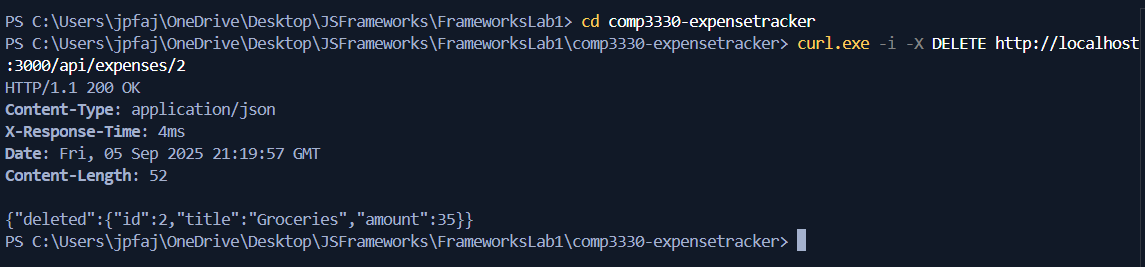 PS C:\Users\jpfaj\OneDrive\Desktop\JSFrameworks\FrameworksLab1> cd comp3330-expensetracker
PS C:\Users\jpfaj\OneDrive\Desktop\JSFrameworks\FrameworksLab1\comp3330-expensetracker> curl.exe -i -X DELETE http://localhost
:3000/api/expenses/2
HTTP/1.1 200 OK
Content-Type: application/json
X-Response-Time: 4ms
Date: Fri, 05 Sep 2025 21:19:57 GMT
Content-Length: 52
{"deleted":{"id":2,"title":"Groceries","amount":35}}
PS C:\Users\jpfaj\OneDrive\Desktop\JSFrameworks\FrameworksLab1\comp3330-expensetracker>